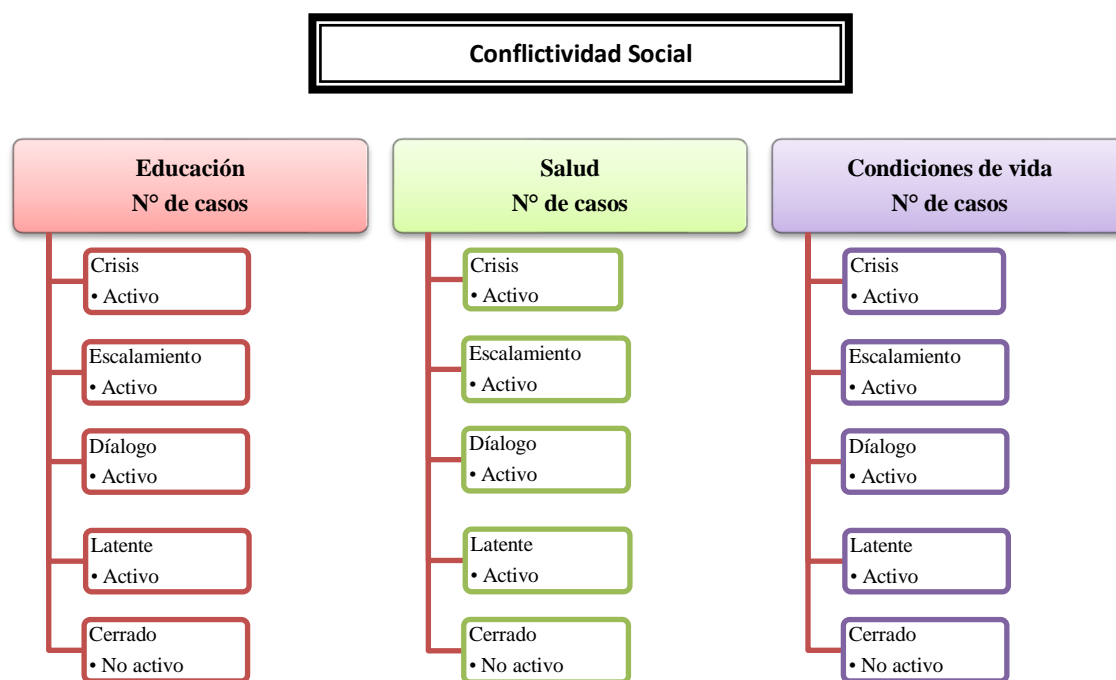 Conflictividad Social
Educación
N° de casos
Crisis
• Activo
Escalamiento
• Activo
Díalogo
• Activo
Latente
• Activo
Cerrado
• No activo
Salud
N° de casos
Crisis
• Activo
Escalamiento
• Activo
Díalogo
• Activo
Latente
• Activo
Cerrado
• No activo
Condiciones de vida
N° de casos
Crisis
• Activo
Escalamiento
• Activo
Díalogo
• Activo
Latente
• Activo
Cerrado
• No activo